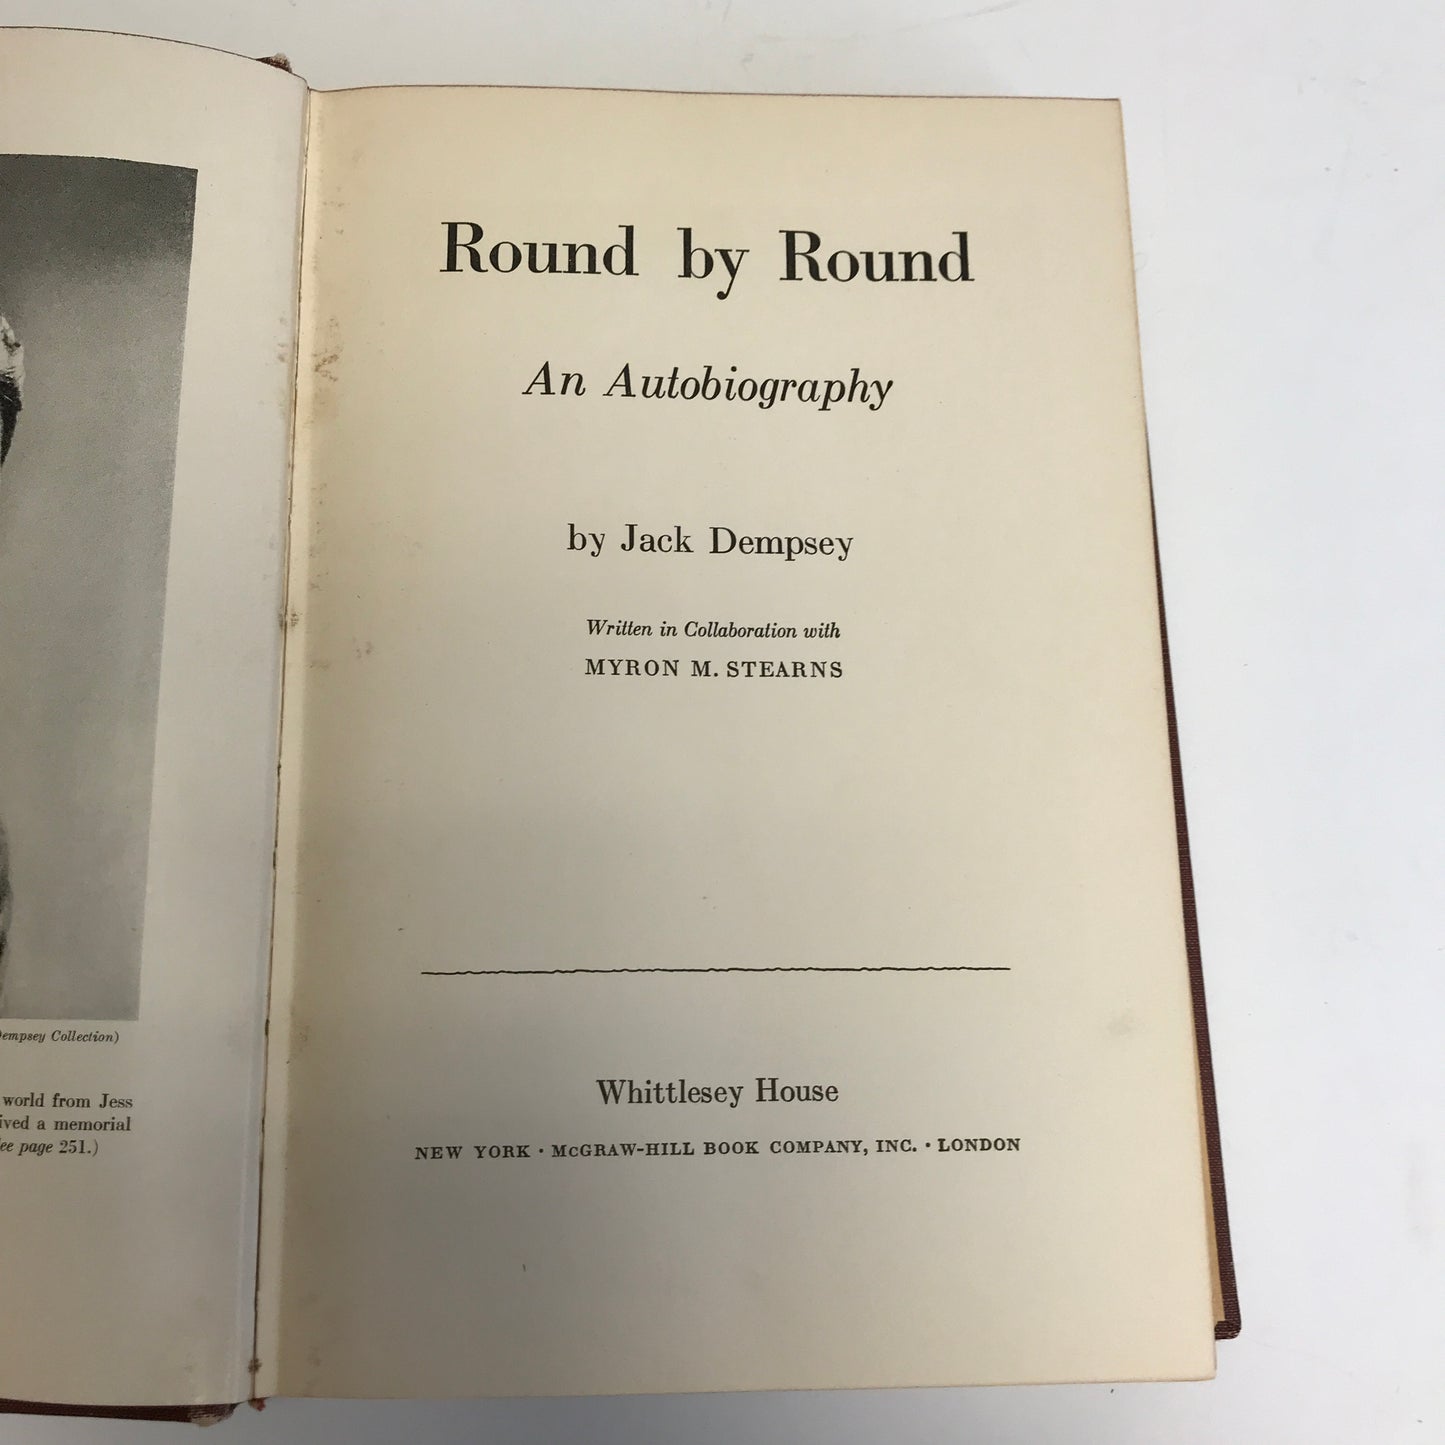 Dempsey Collection)
world from Jess
ived a memorial
ee page 251.)
Round by Round
An Autobiography
by Jack Dempsey
Written in Collaboration with
MYRON M. STEARNS
Whittlesey House
NEW YORK · McGRAW-HILL BOOK COMPANY, INC. · LONDON